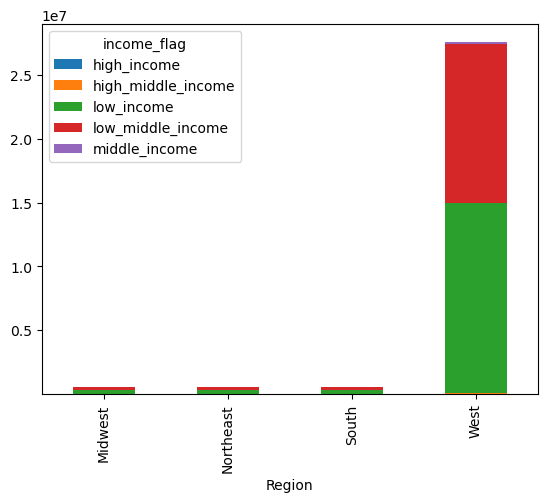 1e7
income_flag
high_income
high_middle_income
low_income
low_middle_income
middle_income
2.5
2.0
1.5
1.0
0.5
Midwest
Northeast
South
West
Region